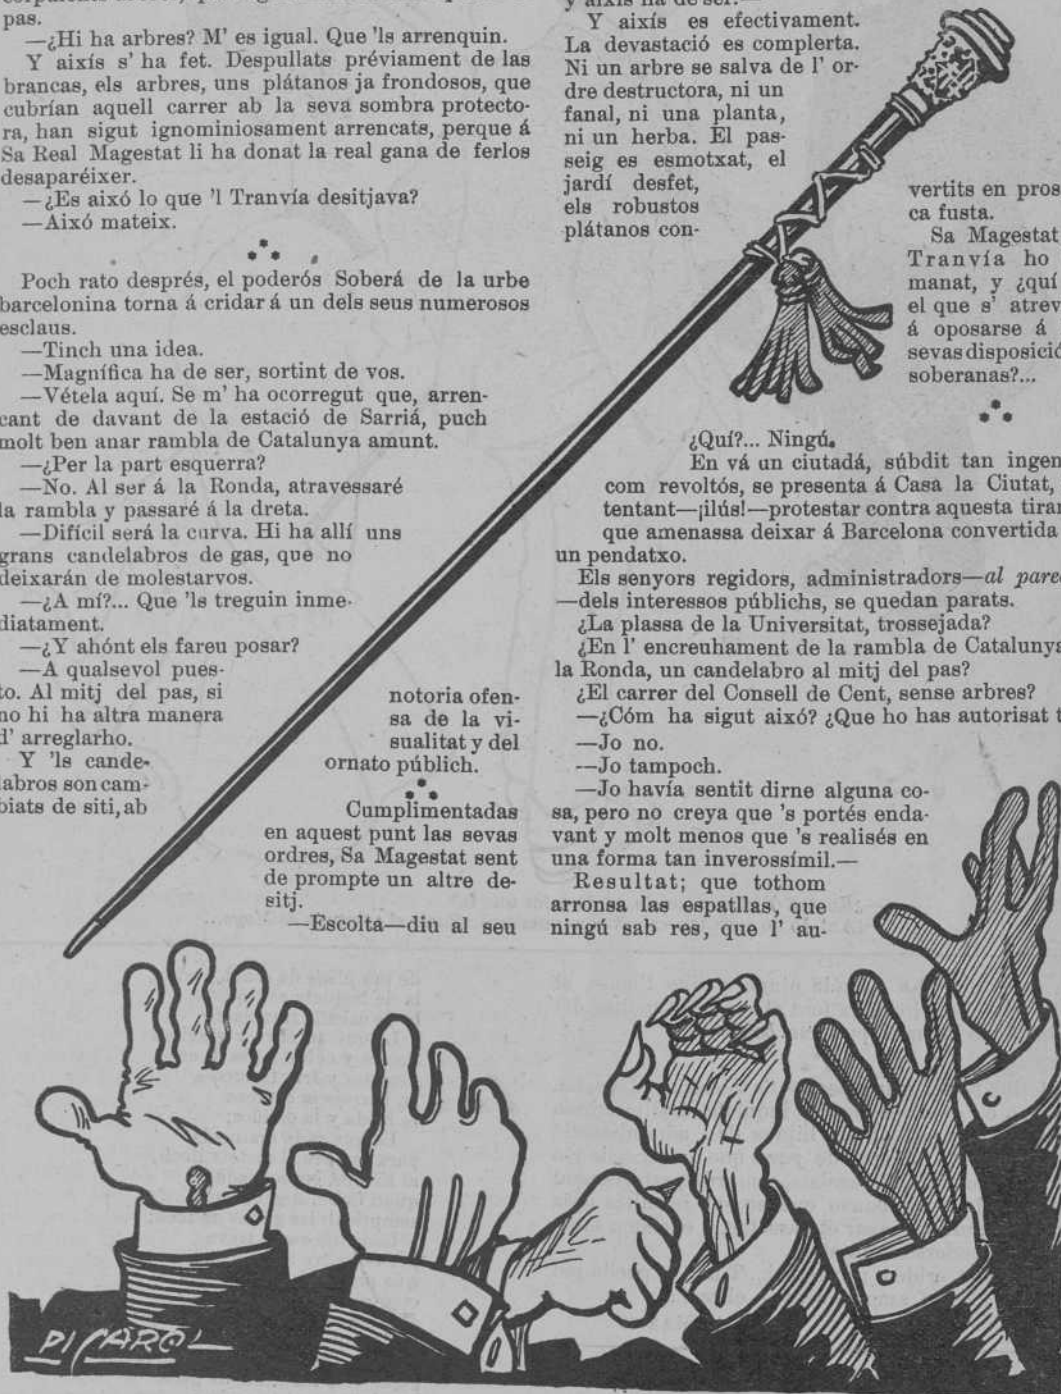 pas.
—¿Hi ha arbres? M' es igual. Que 'ls arrenquin.
Y aixís s' ha fet. Despullats préviament de las
brancas, els arbres, uns plátanos ja frondosos, que
cubrían aquell carrer ab la seva sombra protecto-
ra, han sigut ignominiosament arrencats, perque á
Sa Real Magestat li ha donat la real gana de ferlos
desaparéixer.
—¿Es aixó lo que 'l Tranvía desitjava?
—Aixó mateix.
Poch rato després, el poderós Soberá de la urbe
barcelonina torna á cridar á un dels seus numerosos
esclaus.
—Tinch una idea.
—Magnífica ha de ser, sortint de vos.
—Vétela aquí. Se m' ha ocorregut que, arren-
cant de davant de la estació de Sarriá, puch
molt ben anar rambla de Catalunya amunt.
—¿Per la part esquerra?
—No. Al ser á la Ronda, atravessaré
la rambla y passaré á la dreta.
—Difícil será la curva. Hi ha allí uns
grans candelabros de gas, que no
deixarán de molestarvos.
—¿A mí?... Que 'ls treguin inme-
diatament.
—¿Y ahónt els fareu posar?
—A qualsevol pues-
to. Al mitj del pas, si
no hi ha altra manera
d' arreglarho.
Y 'ls cande-
labros son cam-
biats de siti, ab
notoria ofen-
sa de la vi-
sualitat y del
ornato públich.
Cumplimentadas
en aquest punt las sevas
ordres, Sa Magestat sent
de prompte un altre de-
sitj.
—Escolta—diu al seu
y aixís ha de ser.—
Y aixís es efectivament.
La devastació es complerta.
Ni un arbre se salva de l' or-
dre destructora, ni un
fanal, ni una planta,
ni un herba. El pas-
seig es esmotxat, el
jardí desfet,
els robustos
plátanos con-
vertits en pros
ca fusta.
Sa Magestat
Tranvía ho
manat, y ¿quí
el que s' atrev
á oposarse á
sevas disposició
soberanas?...
¿Quí?... Ningú.
En vá un ciutadá, súbdit tan ingen
com revoltós, se presenta á Casa la Ciutat,
tentant—¡ilús!—protestar contra aquesta tiran
que amenassa deixar á Barcelona convertida
un pendatxo.
Els senyors regidors, administradors—al pare
—dels interessos públichs, se quedan parats.
¿La plassa de la Universitat, trossejada?
¿En l' encreuhament de la rambla de Catalunya
la Ronda, un candelabro al mitj del pas?
¿El carrer del Consell de Cent, sense arbres?
—¿Cóm ha sigut aixó? ¿Que ho has autorisat t
—Jo no.
—Jo tampoch.
—Jo havía sentit dirne alguna co-
sa, pero no creya que 's portés enda-
vant y molt menos que 's realisés en
una forma tan inverossímil.—
Resultat; que tothom
arronsa las espatllas, que
ningú sab res, que l' au-
PICAROL